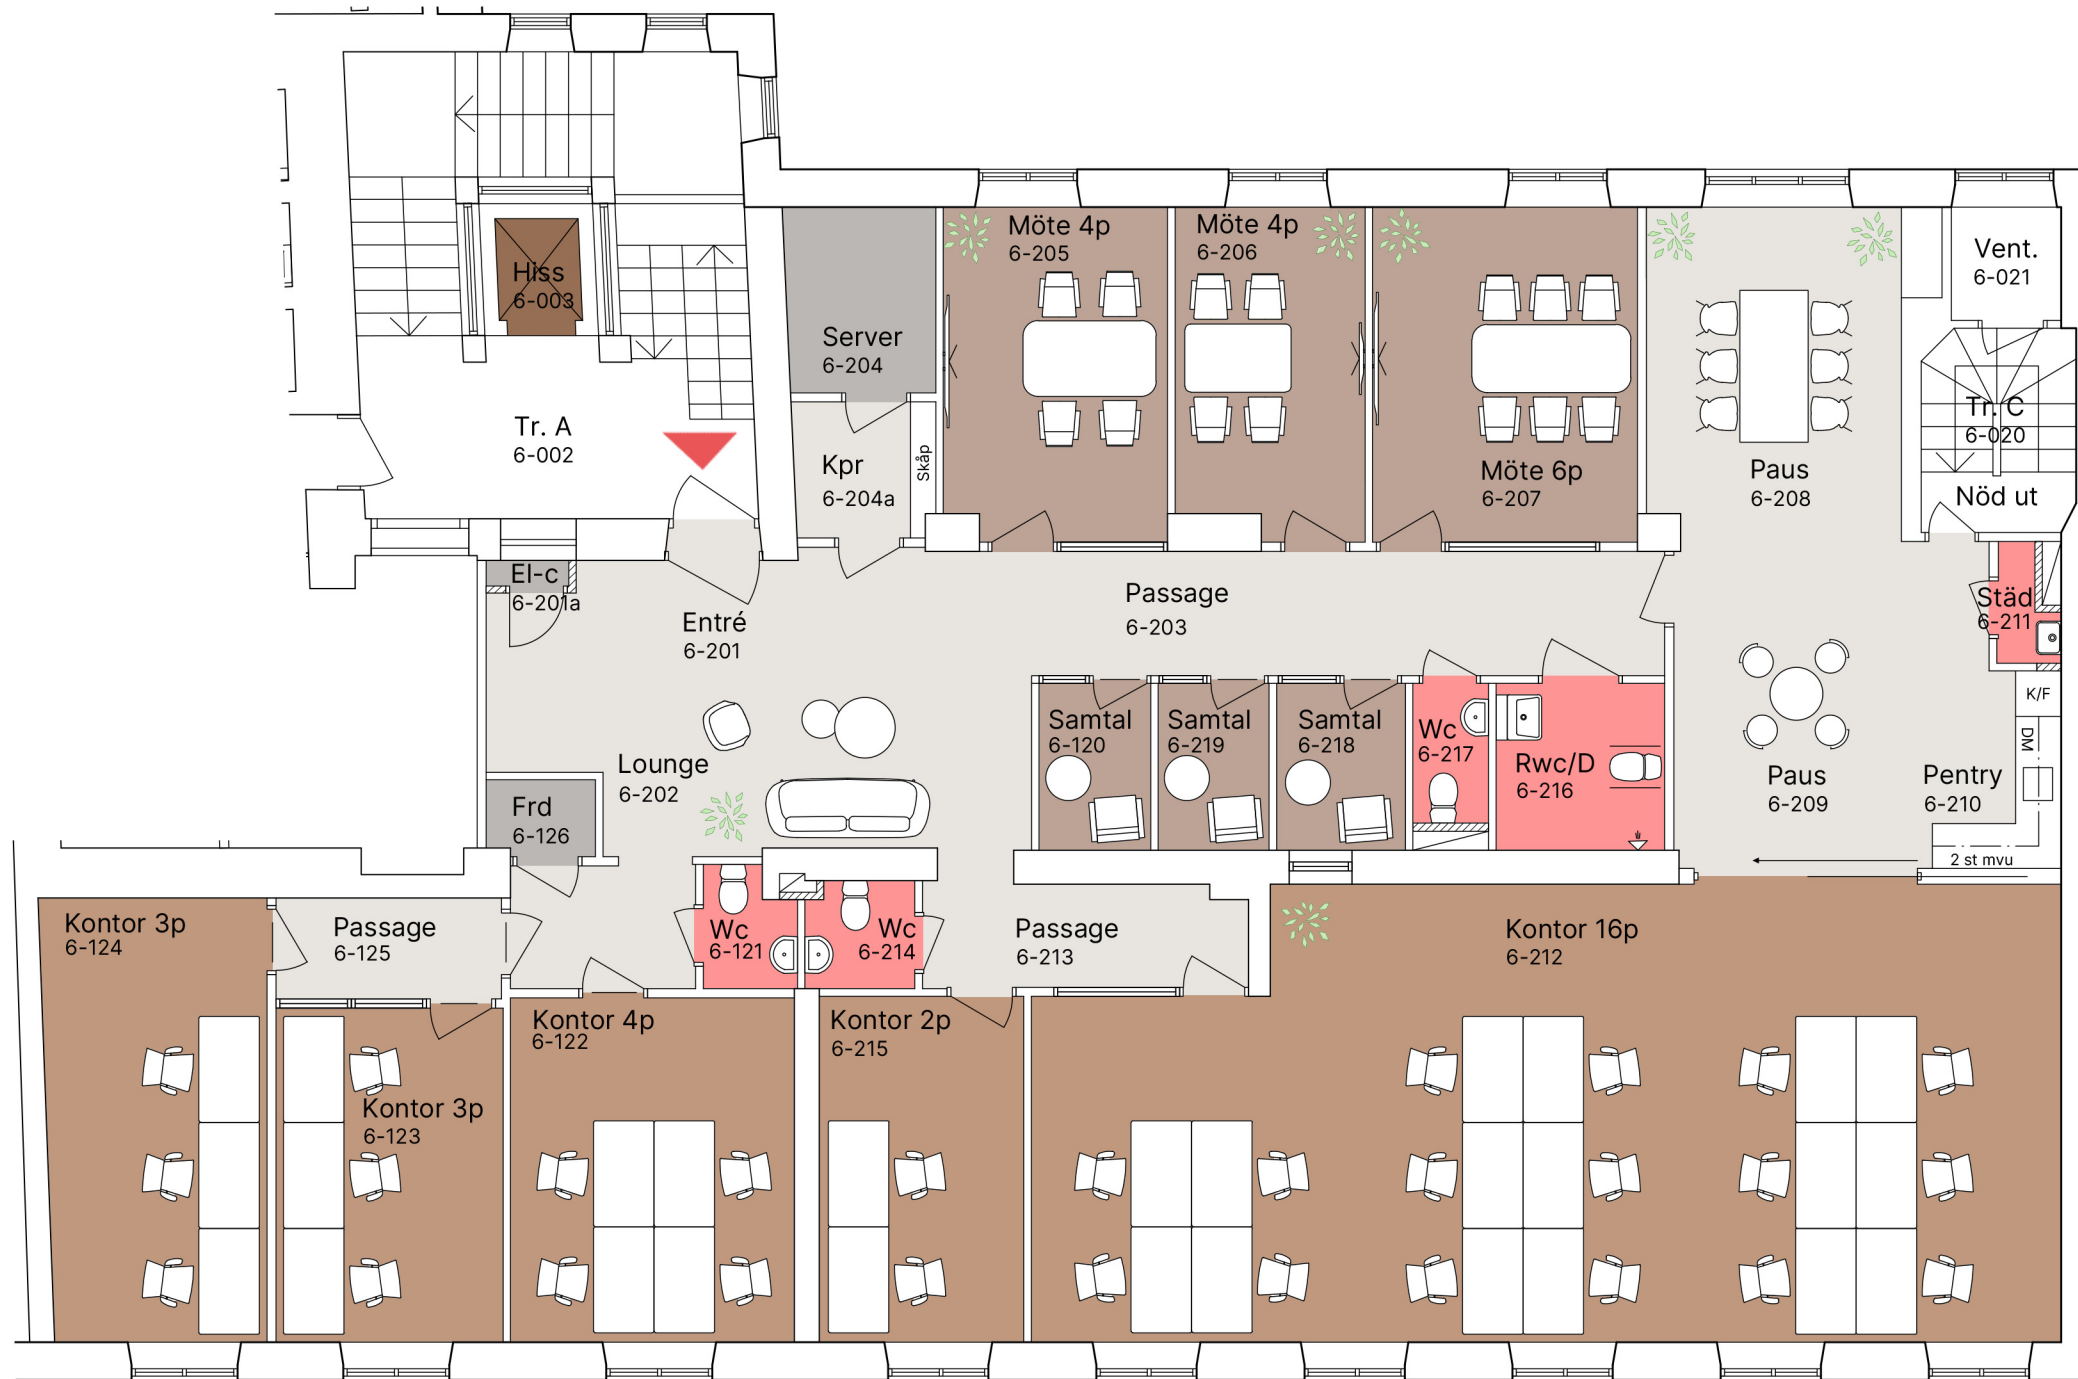 Hiss
6-003
Tr. A
6-002
Server
6-204
Kpr
6-204a
Skåp
Möte 4p
6-205
Möte 4p
6-206
Möte 6p
6-207
Paus
6-208
Vent.
6-021
Tr. C
6-020
Nöd ut
El-c
6-201a
Entré
6-201
Passage
6-203
Städ
6-211
K/F
DM
Lounge
6-202
Samtal
6-120
Samtal
6-219
Samtal
6-218
Wc
6-217
Rwc/D
6-216
Paus
6-209
Pentry
6-210
2 st mvu
Frd
6-126
Kontor 3p
6-124
Passage
6-125
Wc
6-121
Wc
6-214
Passage
6-213
Kontor 16p
6-212
Kontor 3p
6-123
Kontor 4p
6-122
Kontor 2p
6-215